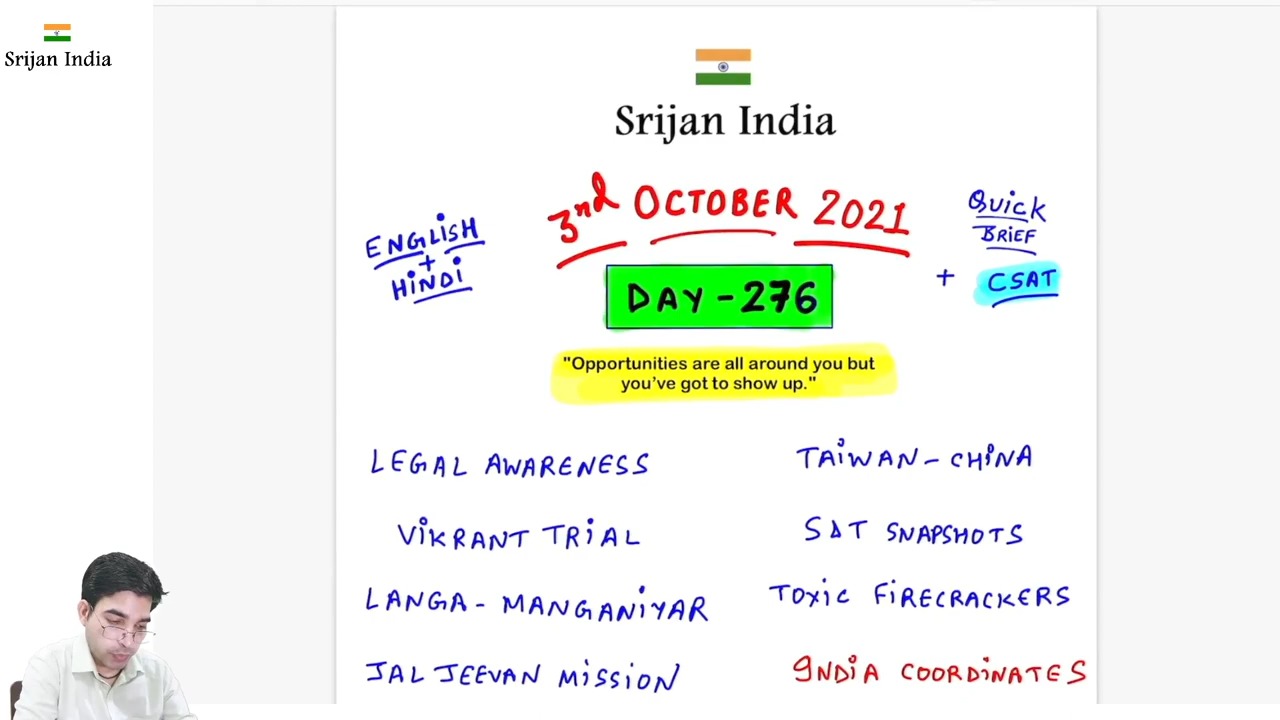 Srijan India
Srijan India
3nd OCTOBER 2021
ENGLISH
+
HINDI
QUICK
BRIEF
+ CSAT
DAY - 276
"Opportunities are all around you but
you've got to show up."
LEGAL AWARENESS
TAIWAN - CHINA
VIKRANT TRIAL
S&T SNAPSHOTS
LANGA - MANGANIYAR
TOXIC FIRECRACKERS
JAL JEEVAN MISSION
INDIA COORDINATES